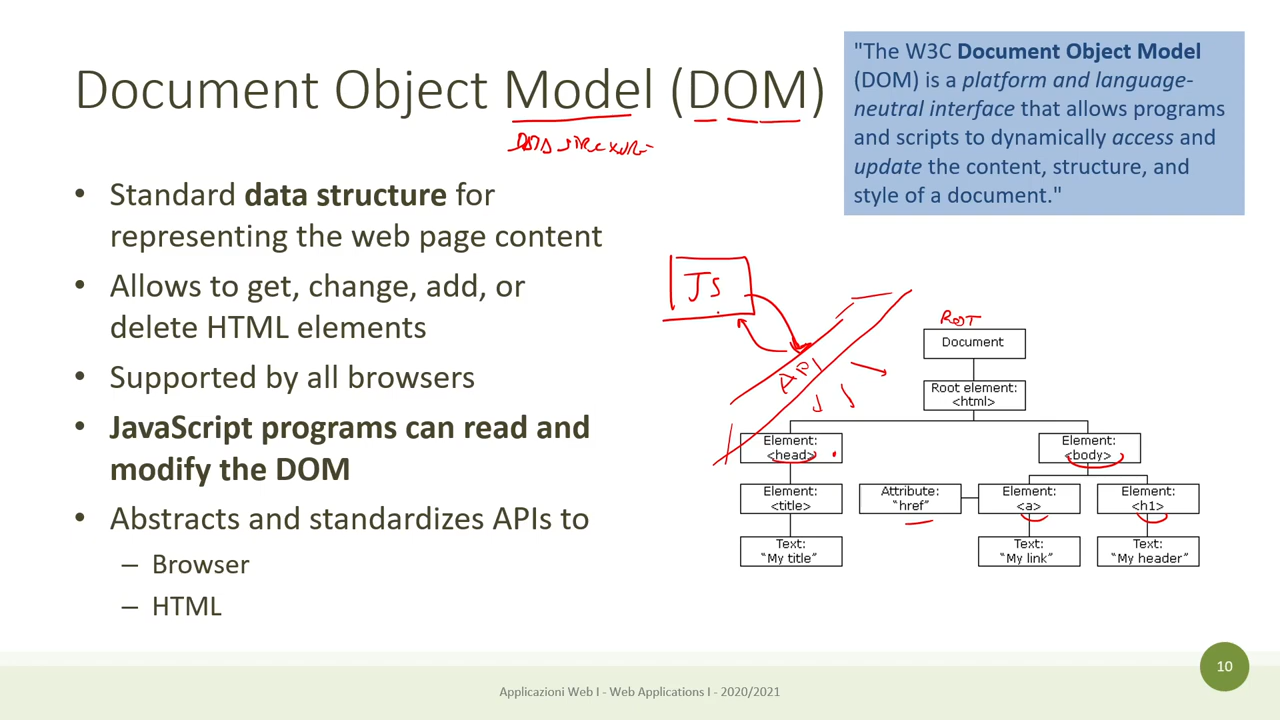 Document Object Model (DOM)
DATA STRUCTURE
"The W3C Document Object Model
(DOM) is a platform and language-
neutral interface that allows programs
and scripts to dynamically access and
update the content, structure, and
style of a document."
• Standard data structure for
representing the web page content
• Allows to get, change, add, or
delete HTML elements
• Supported by all browsers
• JavaScript programs can read and
modify the DOM
• Abstracts and standardizes APIs to
– Browser
– HTML
JS
API
ROOT
Document
Root element:
<html>
Element:
<head>
Element:
<body>
Element:
<title>
Attribute:
"href"
Element:
<a>
Element:
<h1>
Text:
"My title"
Text:
"My link"
Text:
"My header"
Applicazioni Web I - Web Applications I - 2020/2021
10